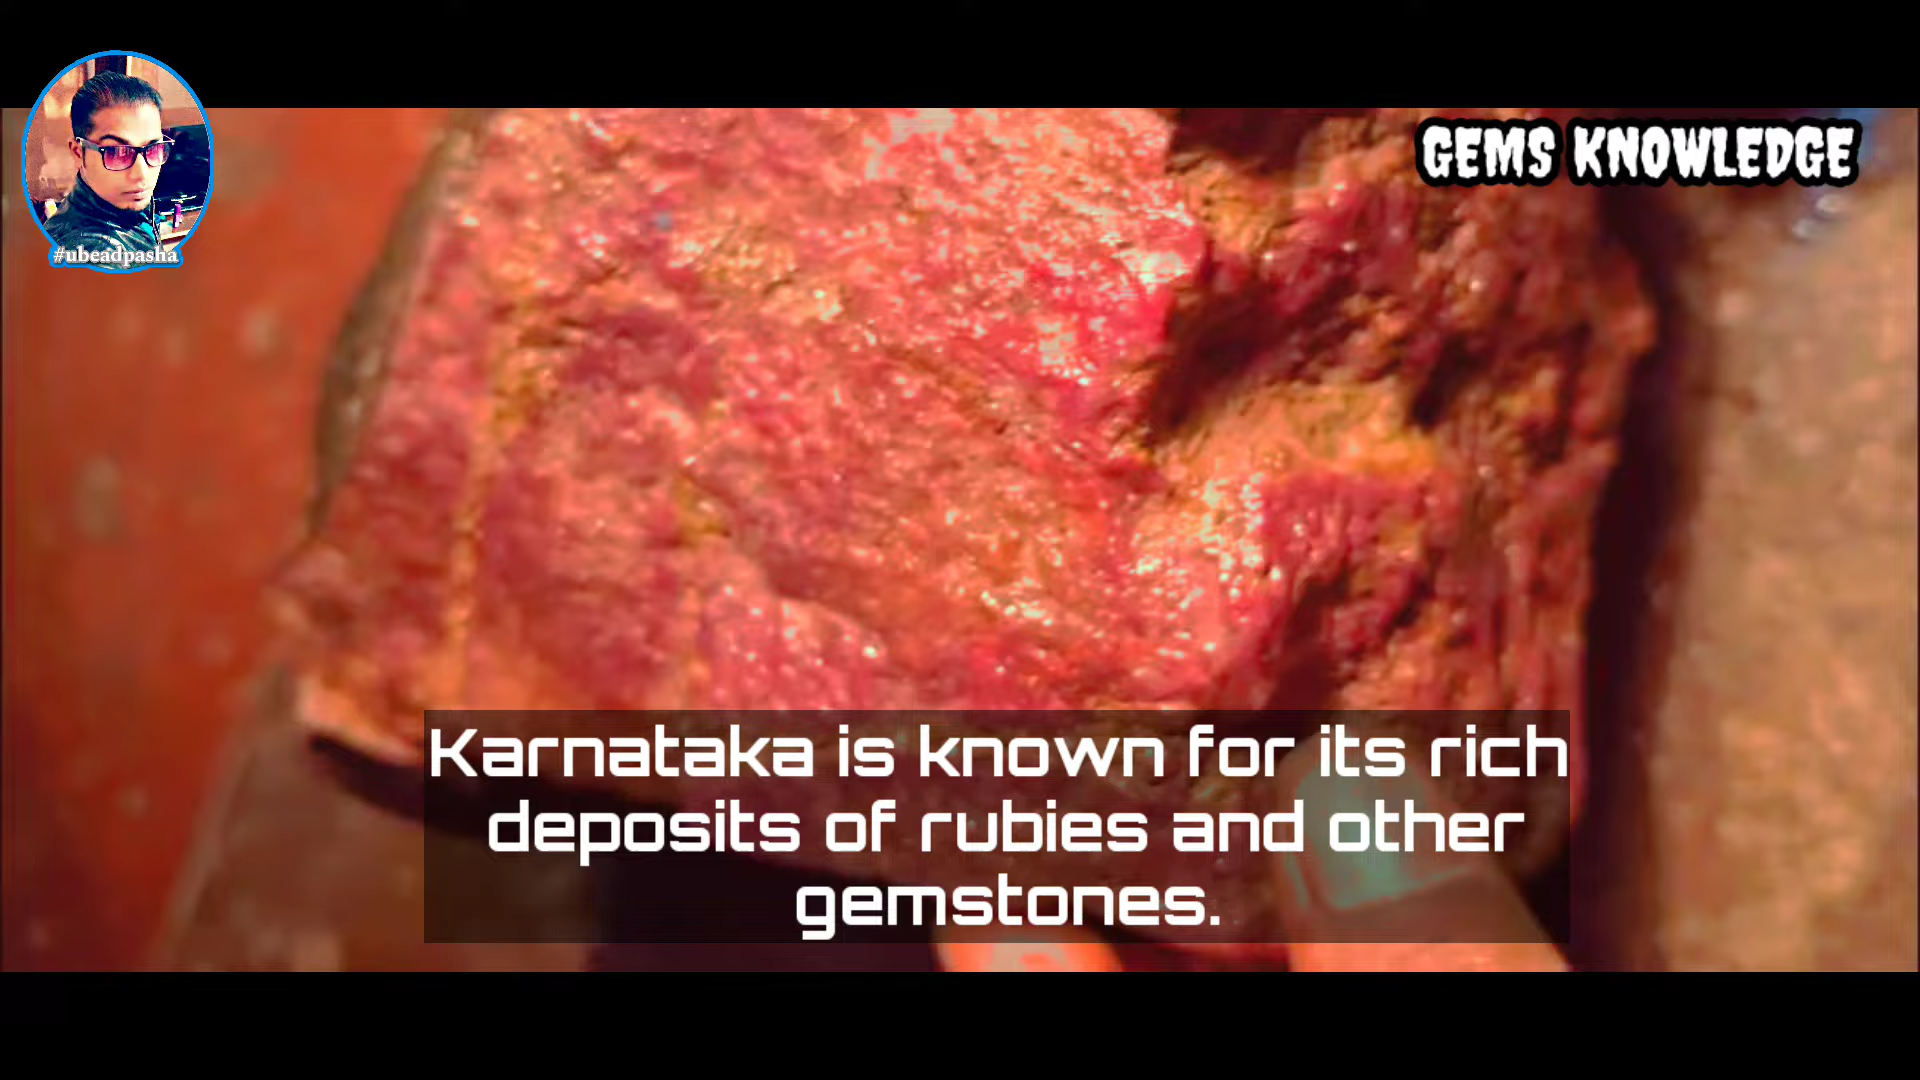 #ubeadpasha
GEMS KNOWLEDGE
Karnataka is known for its rich
deposits of rubies and other
gemstones.